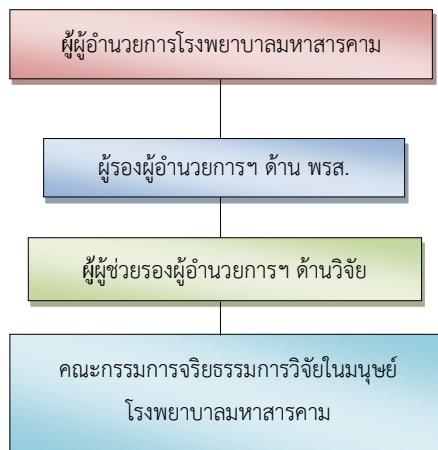 ผู้ผู้อำนวยการโรงพยาบาลมหาสารคาม
ผู้รองผู้อำนวยการฯ ด้าน พรส.
ผู้ผู้ช่วยรองผู้อำนวยการฯ ด้านวิจัย
คณะกรรมการจริยธรรมการวิจัยในมนุษย์
โรงพยาบาลมหาสารคาม